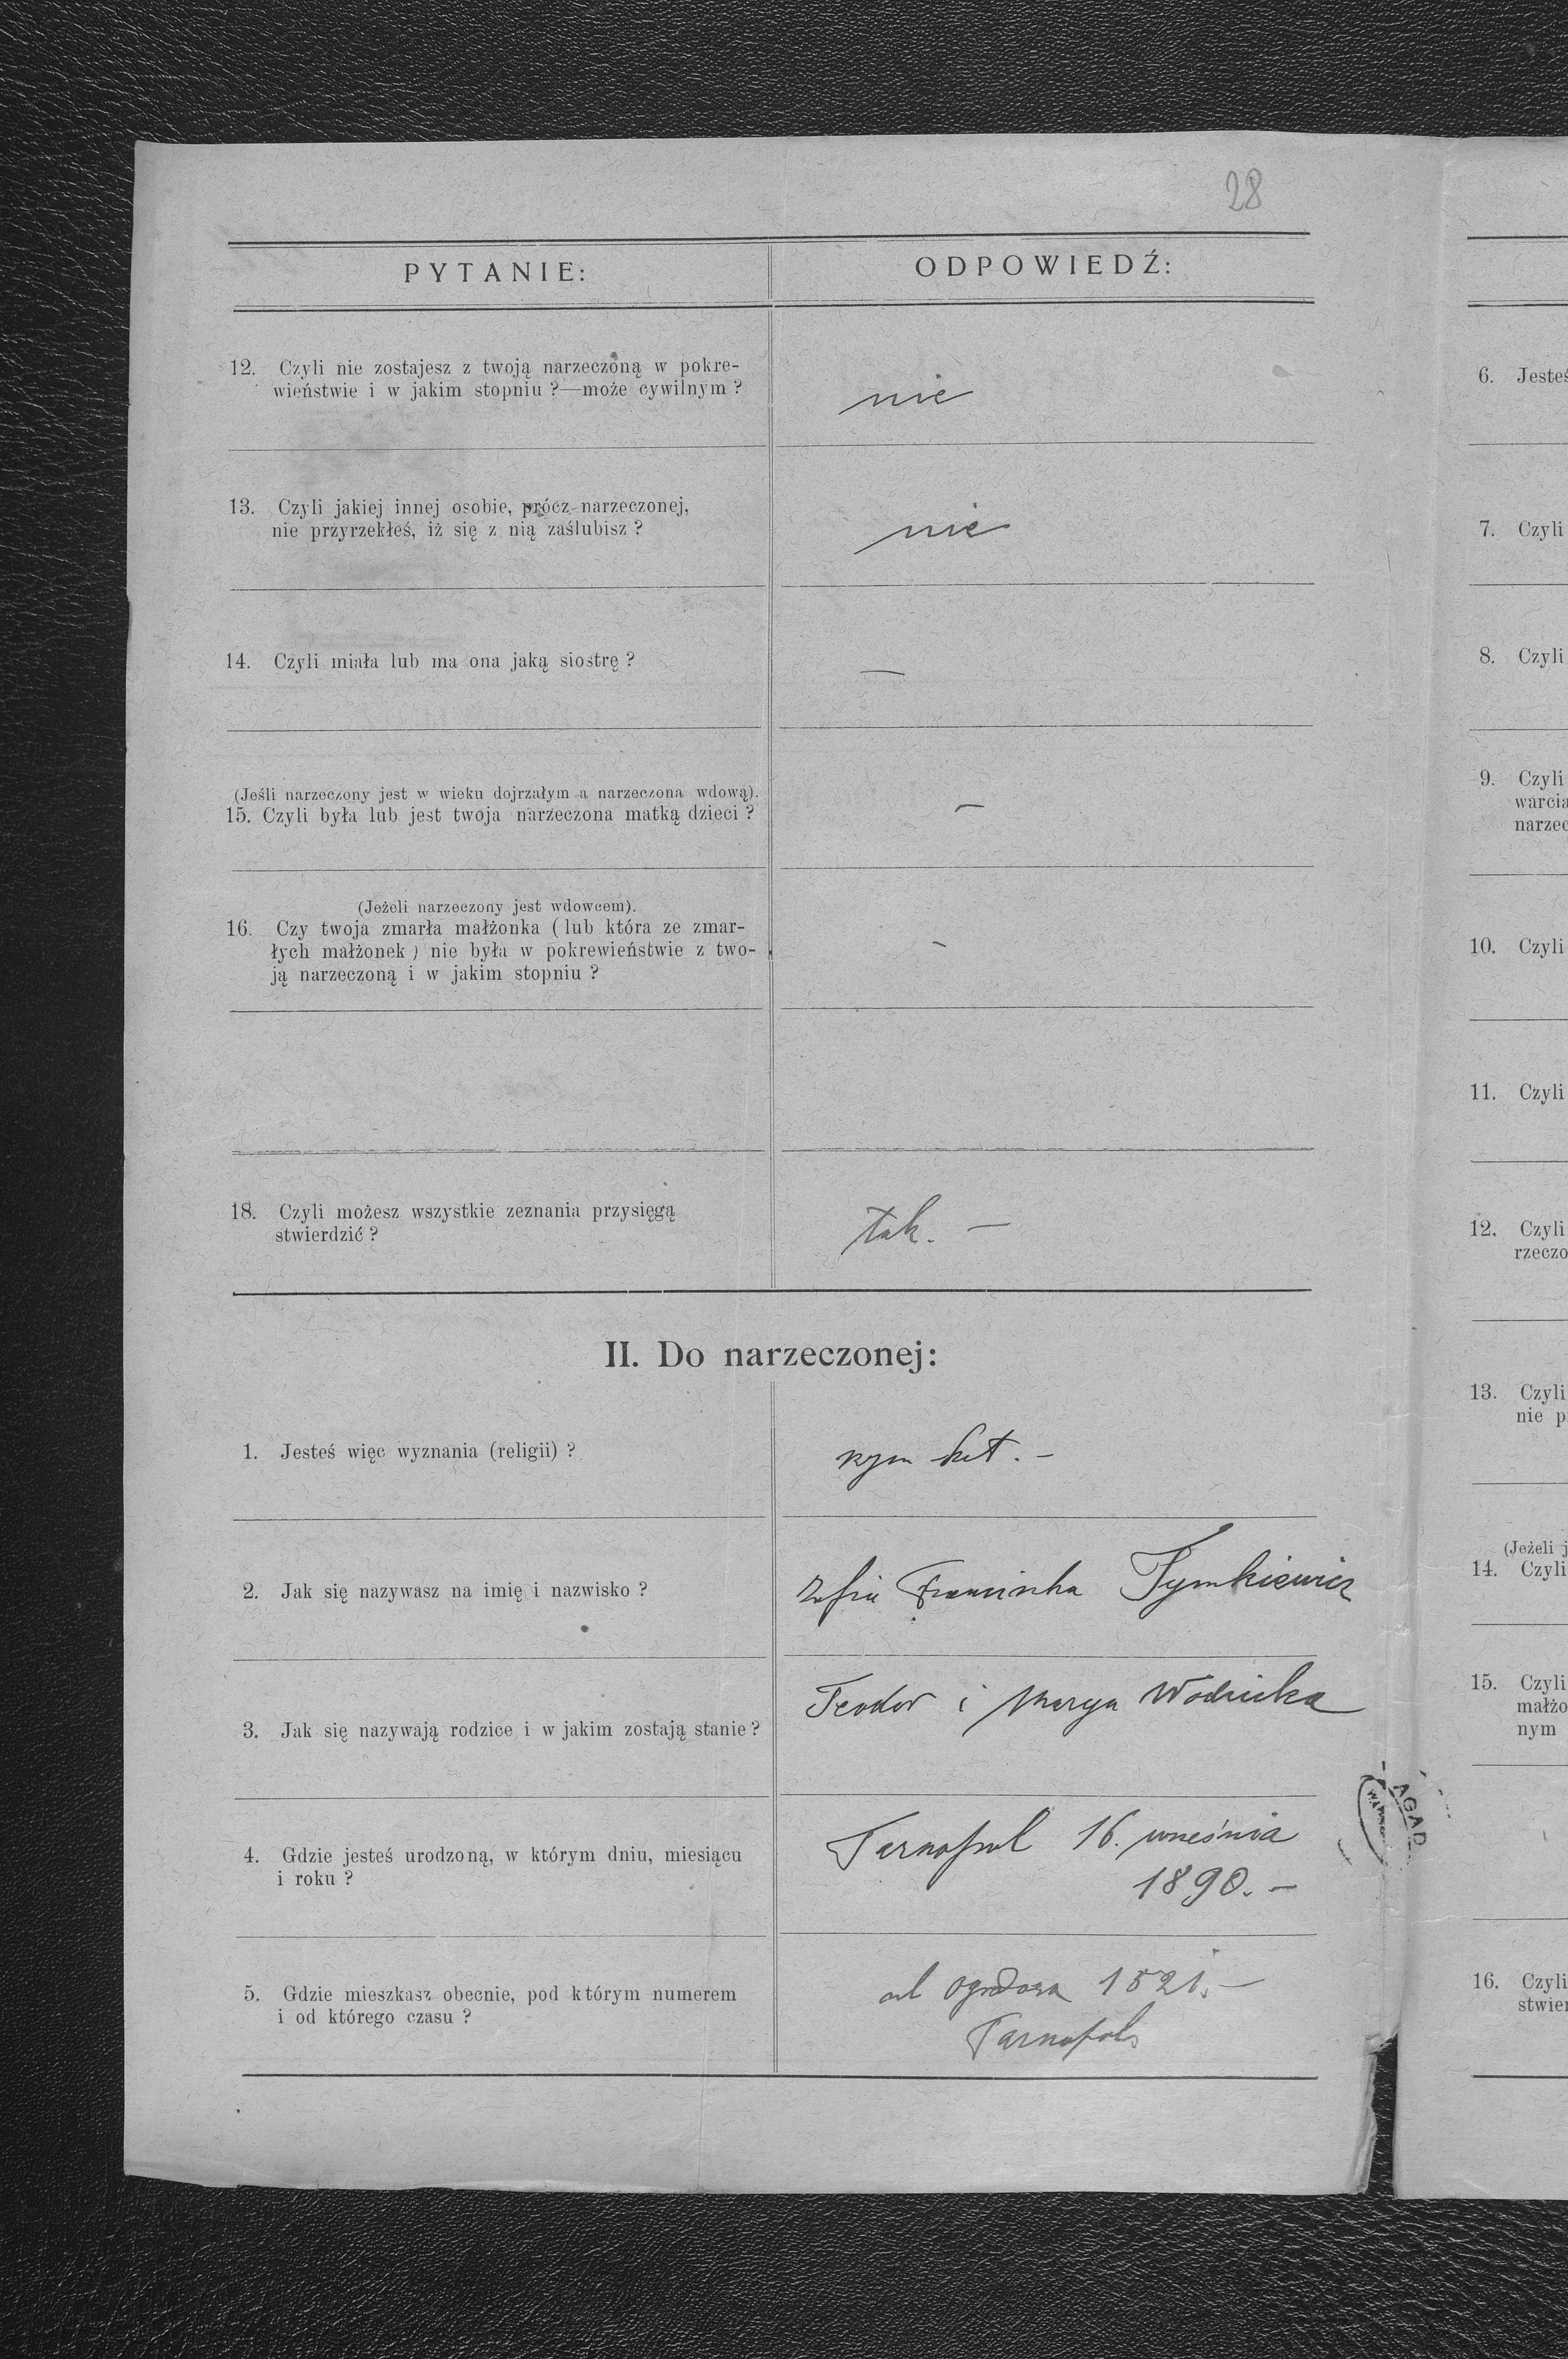 28
PYTANIE:
ODPOWIEDŹ:
12. Czyli nie zostajesz z twoją narzeczoną w pokre-
wieństwie i w jakim stopniu ?—może cywilnym ?
nie
13. Czyli jakiej innej osobie, prócz narzeczonej,
nie przyrzekłeś, iż się z nią zaślubisz ?
nie
14. Czyli miała lub ma ona jaką siostrę ?
—
(Jeśli narzeczony jest w wieku dojrzałym a narzeczona wdową).
15. Czyli była lub jest twoja narzeczona matką dzieci ?
—
(Jeżeli narzeczony jest wdowcem).
16. Czy twoja zmarła małżonka ( lub która ze zmar-
łych małżonek ) nie była w pokrewieństwie z two-
ją narzeczoną i w jakim stopniu ?
-
18. Czyli możesz wszystkie zeznania przysięgą
stwierdzić ?
tak. —
II. Do narzeczonej:
1. Jesteś więc wyznania (religii) ?
rzym kat. -
2. Jak się nazywasz na imię i nazwisko ?
Zofia Franciszka Tymkiewicz
3. Jak się nazywają rodzice i w jakim zostają stanie ?
Teodor i Marya Wodnicka
4. Gdzie jesteś urodzoną, w którym dniu, miesiącu
i roku ?
Tarnopol 16. września
1890. —
5. Gdzie mieszkasz obecnie, pod którym numerem
i od którego czasu ?
ul 1521. —
Tarnopol
AGAD
6. Jesteś
7. Czyli
8. Czyli
9. Czyli
warcia
narzec
10. Czyli
11. Czyli
12. Czyli
rzeczo
13. Czyli
nie p
(Jeżeli j
14. Czyli
15. Czyli
małżo
nym
16. Czyli
stwier